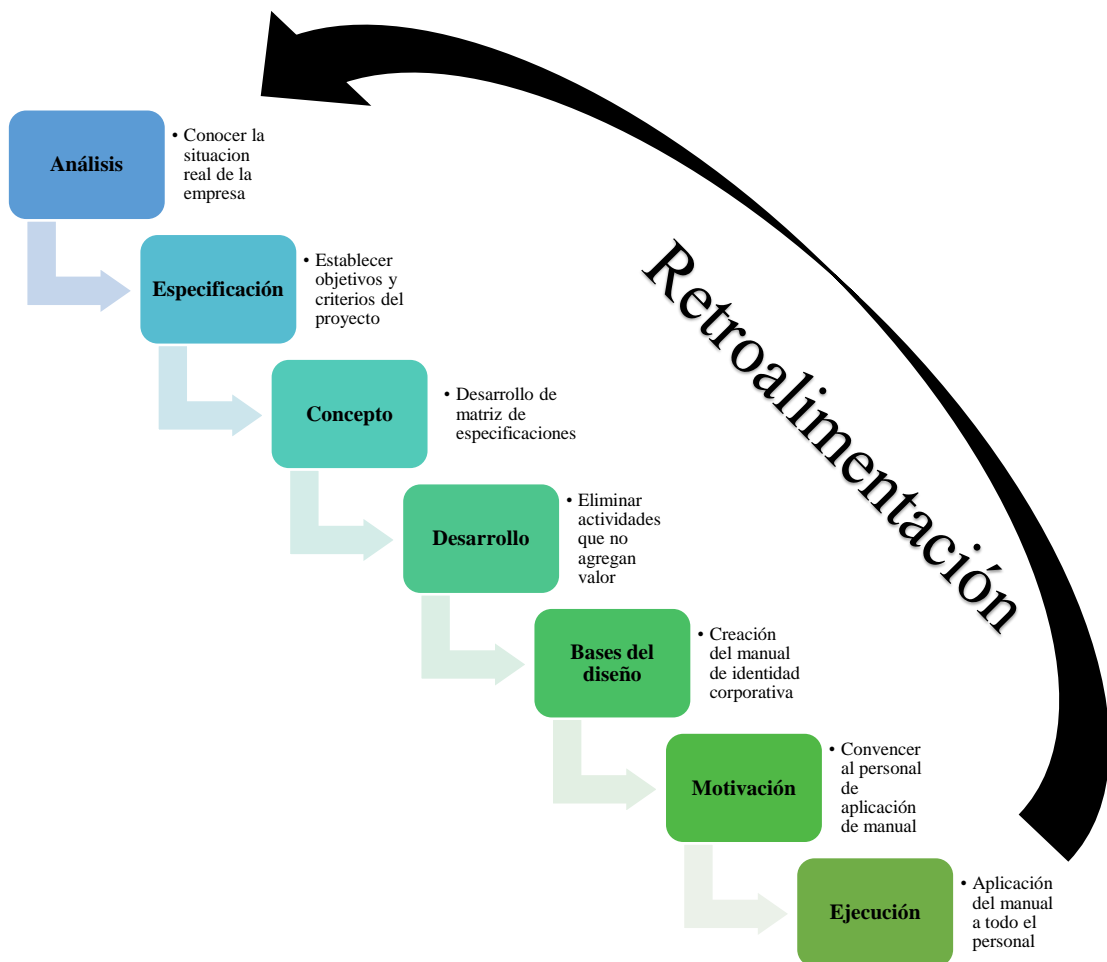 Análisis
• Conocer la
situacion
real de la
empresa
Especificación
• Establecer
objetivos y
criterios del
proyecto
Concepto
• Desarrollo de
matriz de
especificaciones
Desarrollo
• Eliminar
actividades
que no
agregan
valor
Bases del
diseño
• Creación
del manual
de identidad
corporativa
Motivación
• Convencer
al personal
de
aplicación
de manual
Ejecución
• Aplicación
del manual
a todo el
personal
Retroalimentación